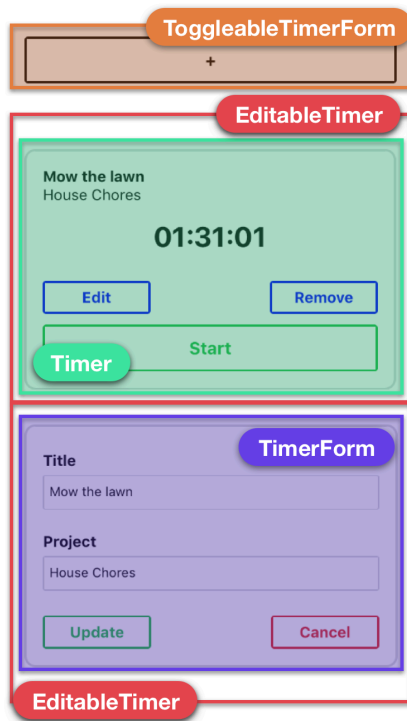 ToggleableTimerForm
+
EditableTimer
Mow the lawn
House Chores
01:31:01
Edit
Remove
Start
Timer
TimerForm
Title
Mow the lawn
Project
House Chores
Update
Cancel
EditableTimer